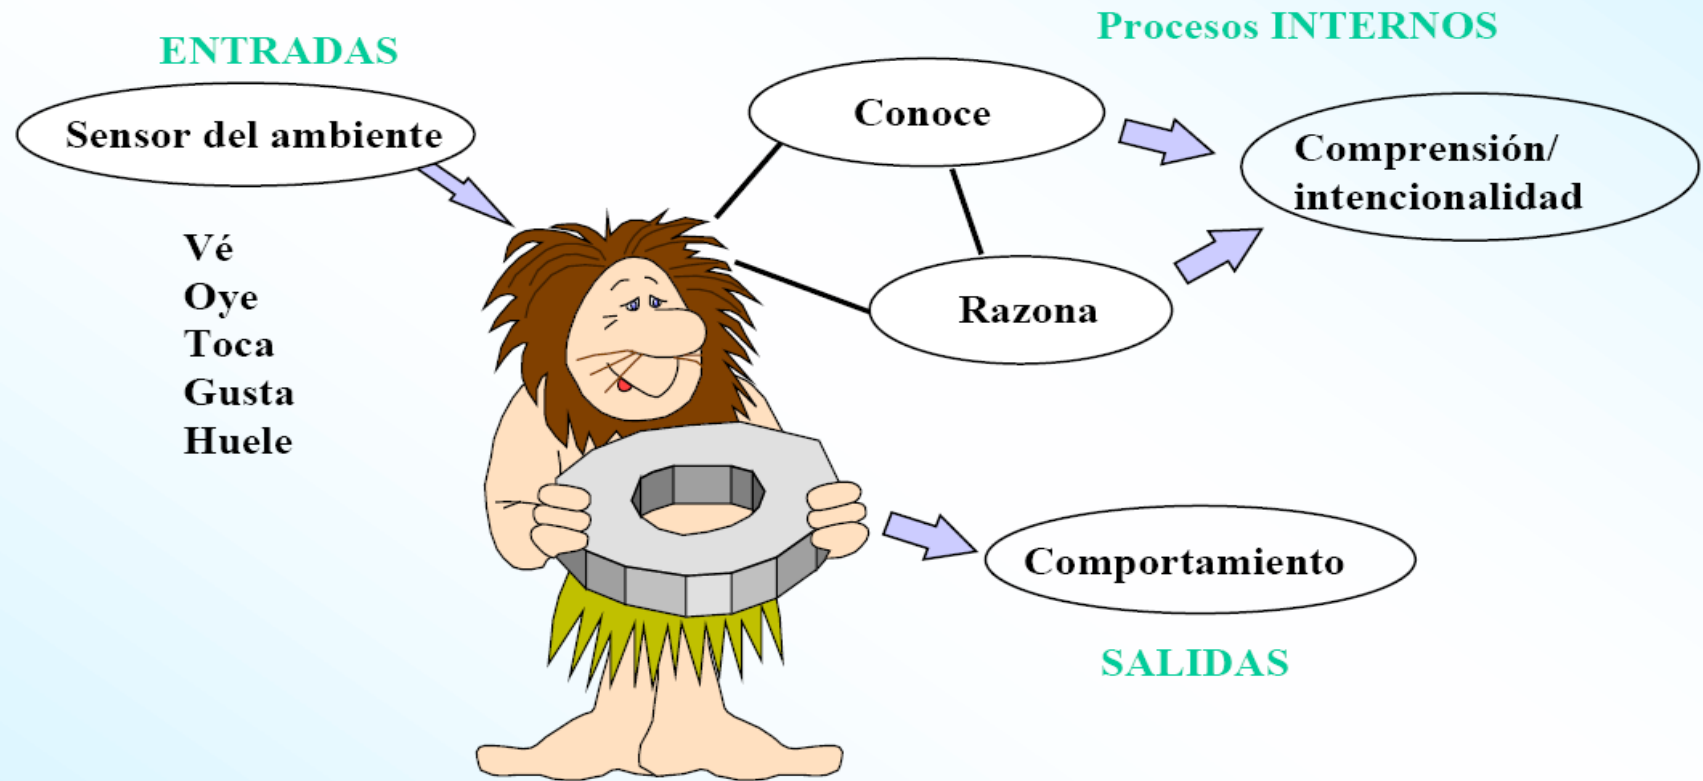 ENTRADAS
Sensor del ambiente
Vé
Oye
Toca
Gusta
Huele
Procesos INTERNOS
Conoce
Razona
Comprensión/
intencionalidad
Comportamiento
SALIDAS